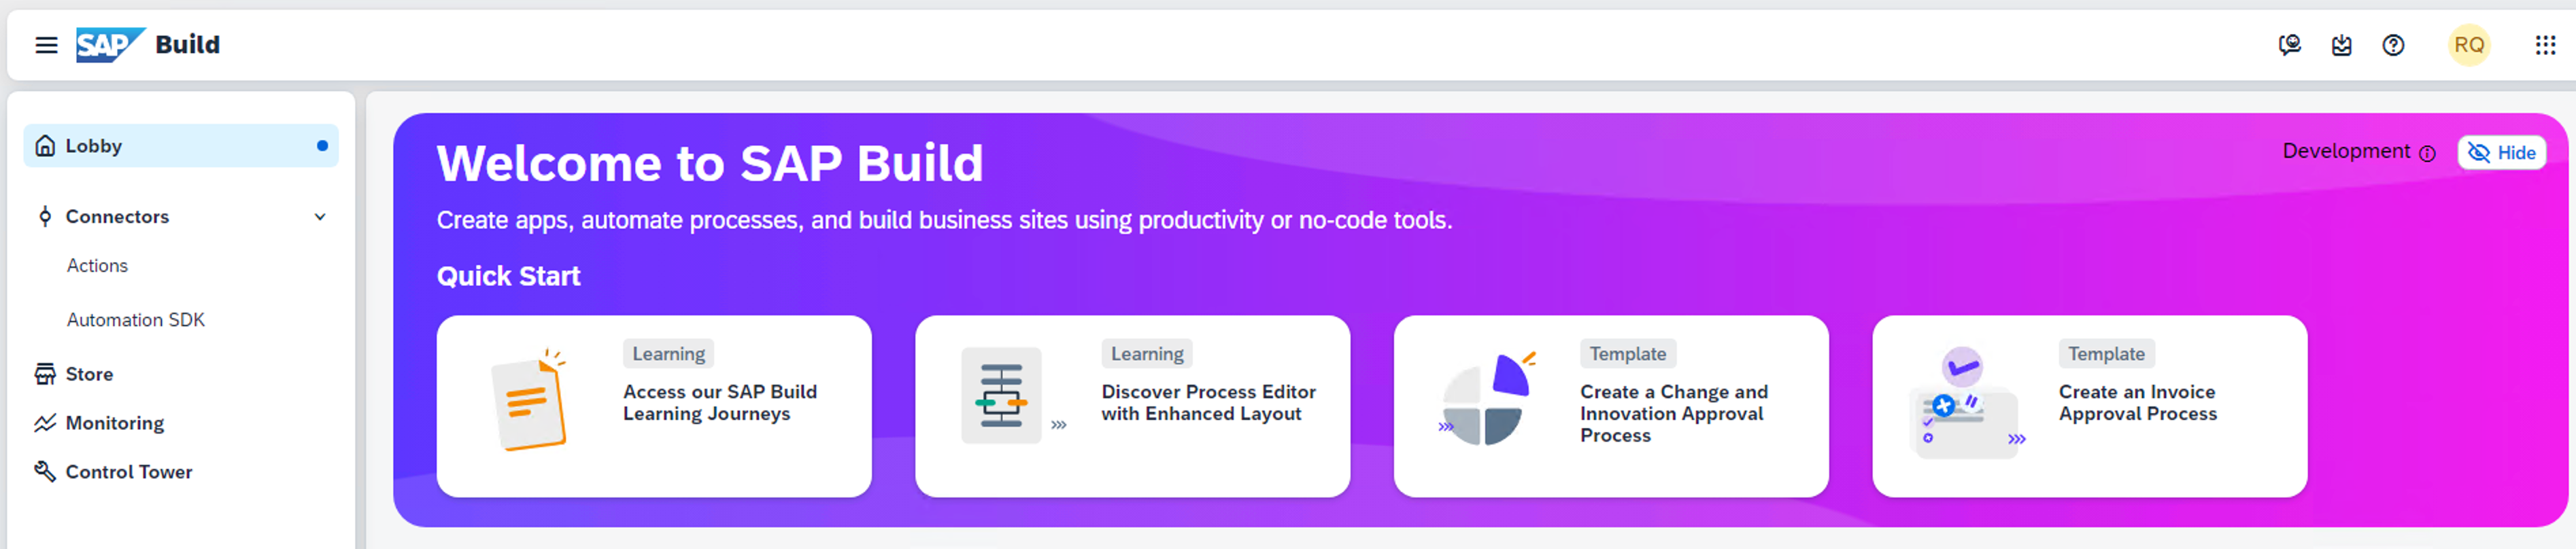 SAP Build
RQ
Lobby
Connectors
Actions
Automation SDK
Store
Monitoring
Control Tower
Welcome to SAP Build
Development
Hide
Create apps, automate processes, and build business sites using productivity or no-code tools.
Quick Start
Learning
Access our SAP Build
Learning Journeys
Learning
Discover Process Editor
with Enhanced Layout
Template
Create a Change and
Innovation Approval
Process
Template
Create an Invoice
Approval Process